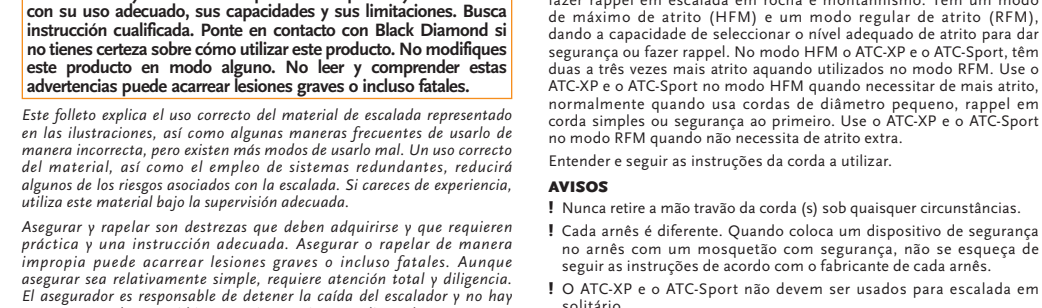 con su uso adecuado, sus capacidades y sus limitaciones. Busca
instrucción cualificada. Ponte en contacto con Black Diamond si
no tienes certeza sobre cómo utilizar este producto. No modifiques
este producto en modo alguno. No leer y comprender estas
advertencias puede acarrear lesiones graves o incluso fatales.
Este folleto explica el uso correcto del material de escalada representado
en las ilustraciones, así como algunas maneras frecuentes de usarlo de
manera incorrecta, pero existen más modos de usarlo mal. Un uso correcto
del material, así como el empleo de sistemas redundantes, reducirá
algunos de los riesgos asociados con la escalada. Si careces de experiencia,
utiliza este material bajo la supervisión adecuada.
Asegurar y rapelar son destrezas que deben adquirirse y que requieren
práctica y una instrucción adecuada. Asegurar o rapelar de manera
impropia puede acarrear lesiones graves o incluso fatales. Aunque
asegurar sea relativamente simple, requiere atención total y diligencia.
El asegurador es responsable de detener la caída del escalador y no hay
fazer rappel em escalada em rocha e montanhismo. Têm um modo
de máximo de atrito (HFM) e um modo regular de atrito (RFM),
dando a capacidade de seleccionar o nível adequado de atrito para dar
segurança ou fazer rappel. No modo HFM o ATC-XP e o ATC-Sport, têm
duas a três vezes mais atrito aquando utilizados no modo RFM. Use o
ATC-XP e o ATC-Sport no modo HFM quando necessitar de mais atrito,
normalmente quando usa cordas de diâmetro pequeno, rappel em
corda simples ou segurança ao primeiro. Use o ATC-XP e o ATC-Sport
no modo RFM quando não necessita de atrito extra.
Entender e seguir as instruções da corda a utilizar.
AVISOS
! Nunca retire a mão travão da corda (s) sob quaisquer circunstâncias.
! Cada arnês é diferente. Quando coloca um dispositivo de segurança
no arnês com um mosquetão com segurança, não se esqueça de
seguir as instruções de acordo com o fabricante de cada arnês.
! O ATC-XP e o ATC-Sport não devem ser usados para escalada em
solitário.